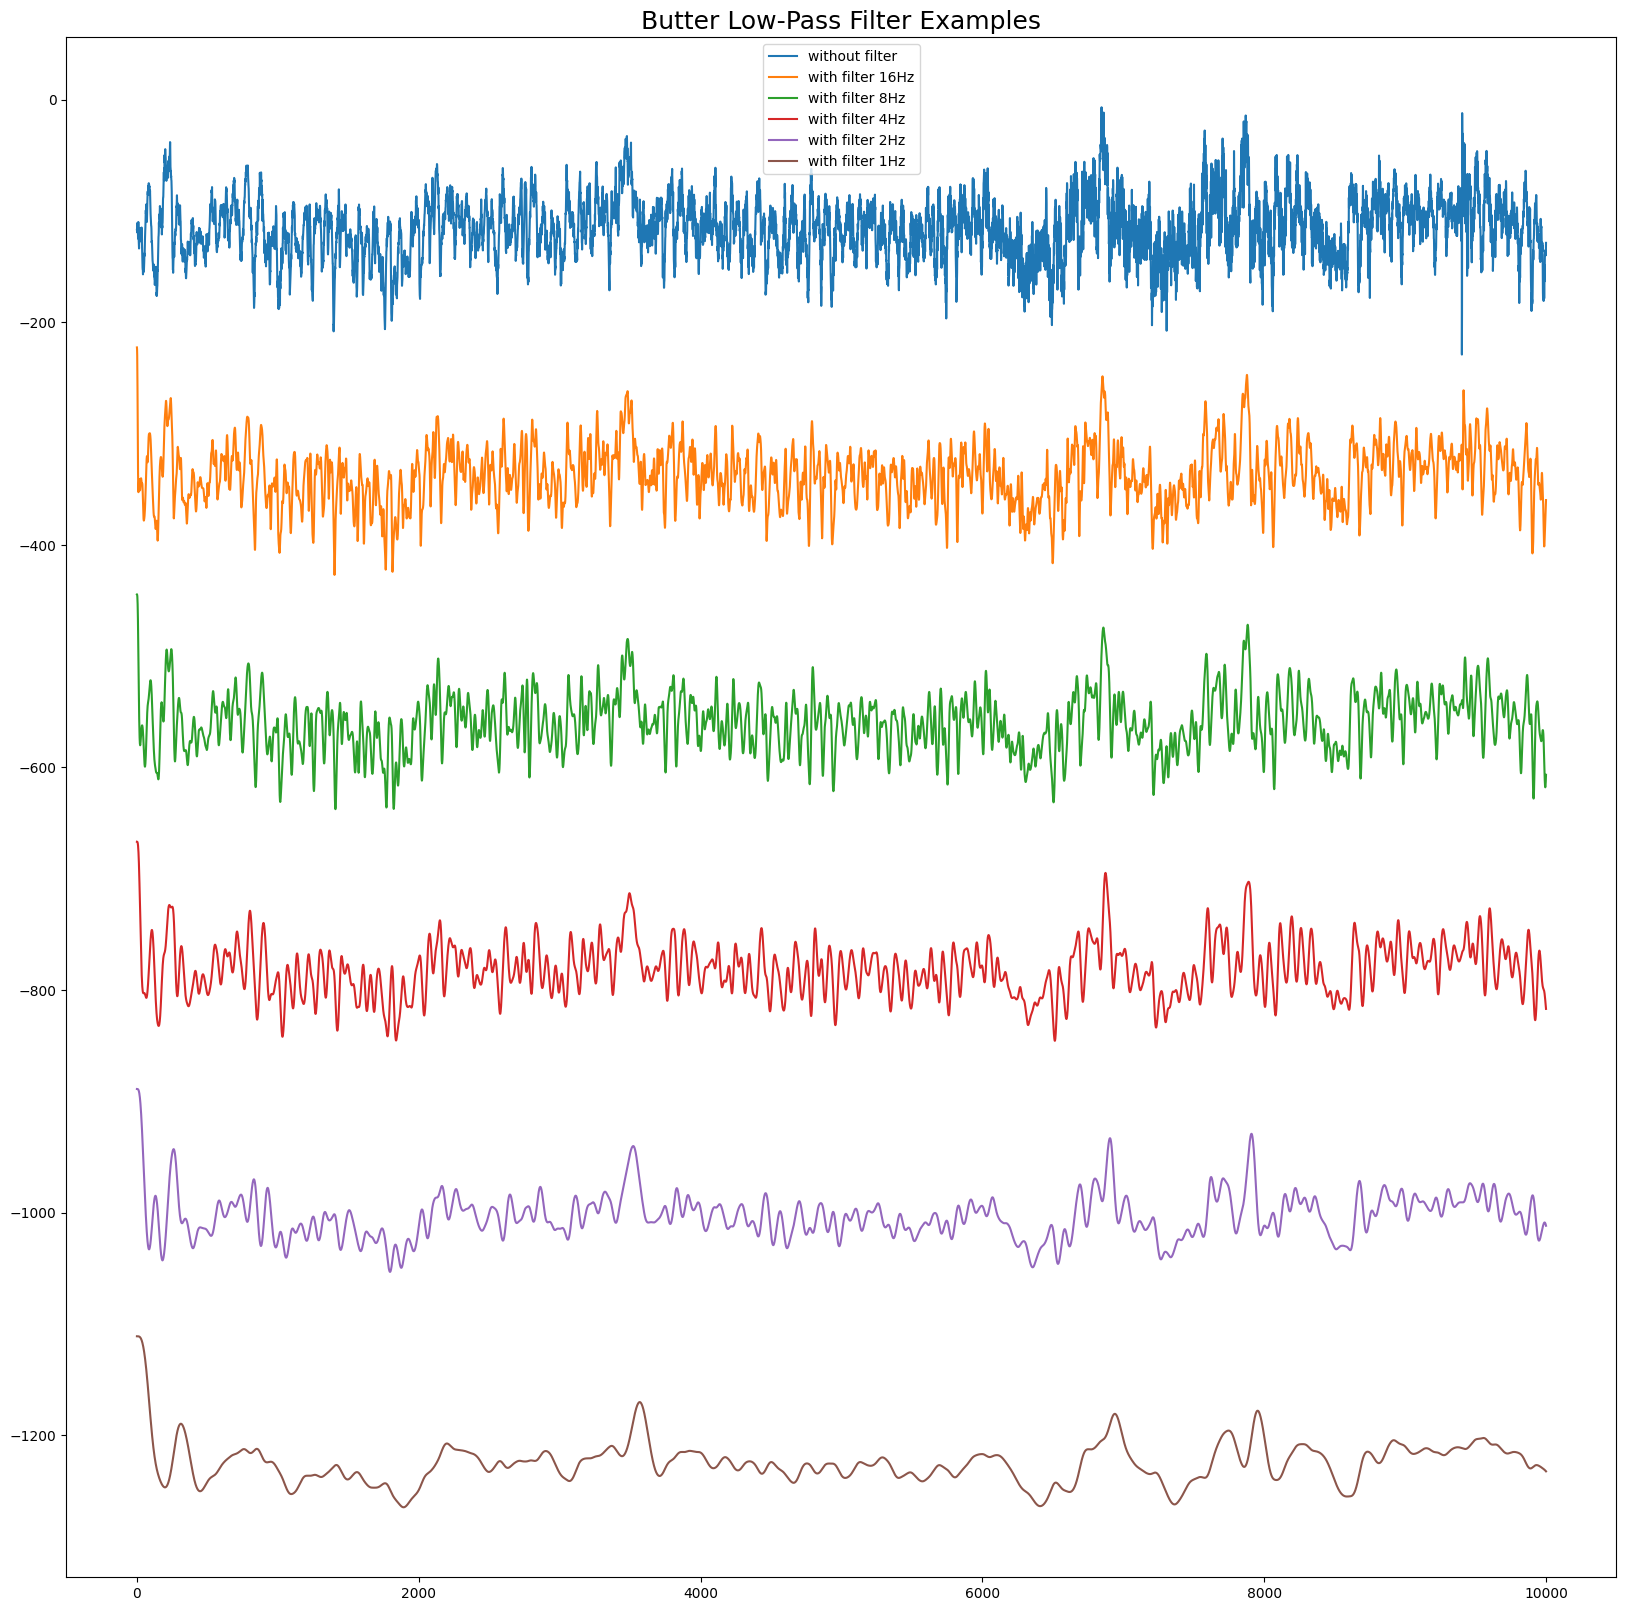 Butter Low-Pass Filter Examples
without filter
with filter 16Hz
with filter 8Hz
with filter 4Hz
with filter 2Hz
with filter 1Hz
0
−200
−400
−600
−800
−1000
−1200
0 2000 4000 6000 8000 10000